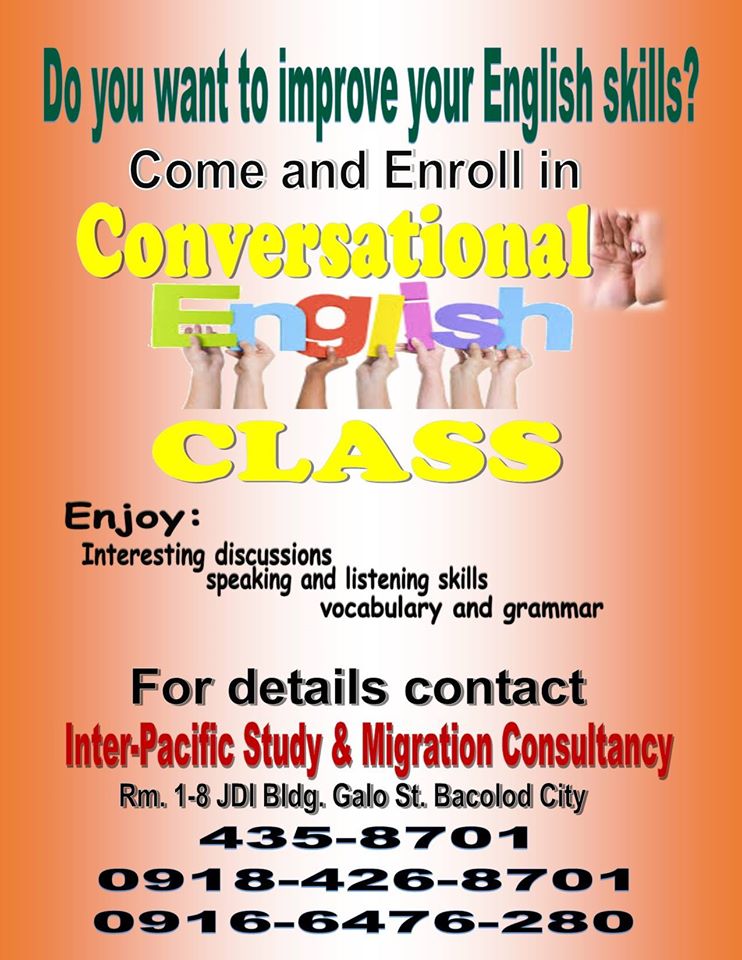 Do you want to improve your English skills?
Come and Enroll in
Conversational
English
CLASS
Enjoy:
Interesting discussions
speaking and listening skills
vocabulary and grammar
For details contact
Inter-Pacific Study & Migration Consultancy
Rm. 1-8 JDI Bldg. Galo St. Bacolod City
435-8701
0918-426-8701
0916-6476-280